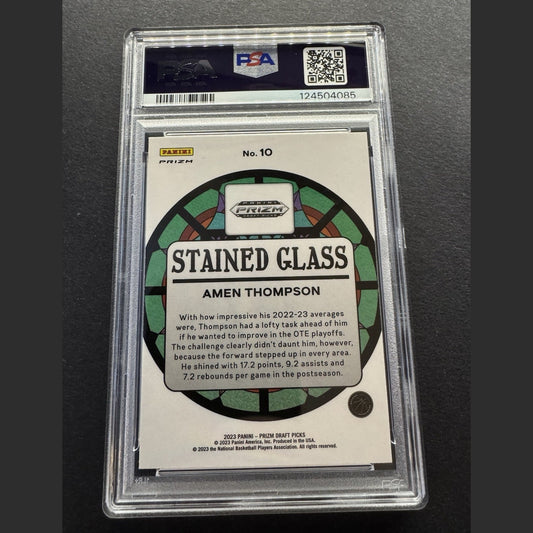 PSA
124504085
PANINI
PRIZM
No. 10
PANINI
PRIZM
DRAFT PICKS
STAINED GLASS
AMEN THOMPSON
With how impressive his 2022-23 averages
were, Thompson had a lofty task ahead of him
if he wanted to improve in the OTE playoffs.
The challenge clearly didn't daunt him, however,
because the forward stepped up in every area.
He shined with 17.2 points, 9.2 assists and
7.2 rebounds per game in the postseason.
2023 PANINI – PRIZM DRAFT PICKS
© 2023 Panini America, Inc. Produced in the USA.
© 2023 the National Basketball Players Association. All rights reserved.
PSA